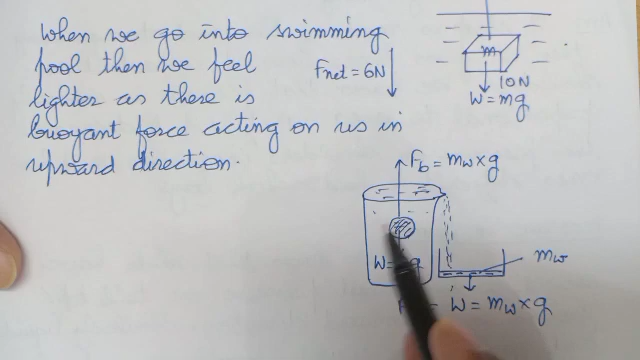 When we go into swimming
pool then we feel
lighter as there is
buoyant force acting on us in
upward direction.
Fnet = 6N
m
10N
W = mg
Fb = mw × g
W =
g
mw
W = mw × g